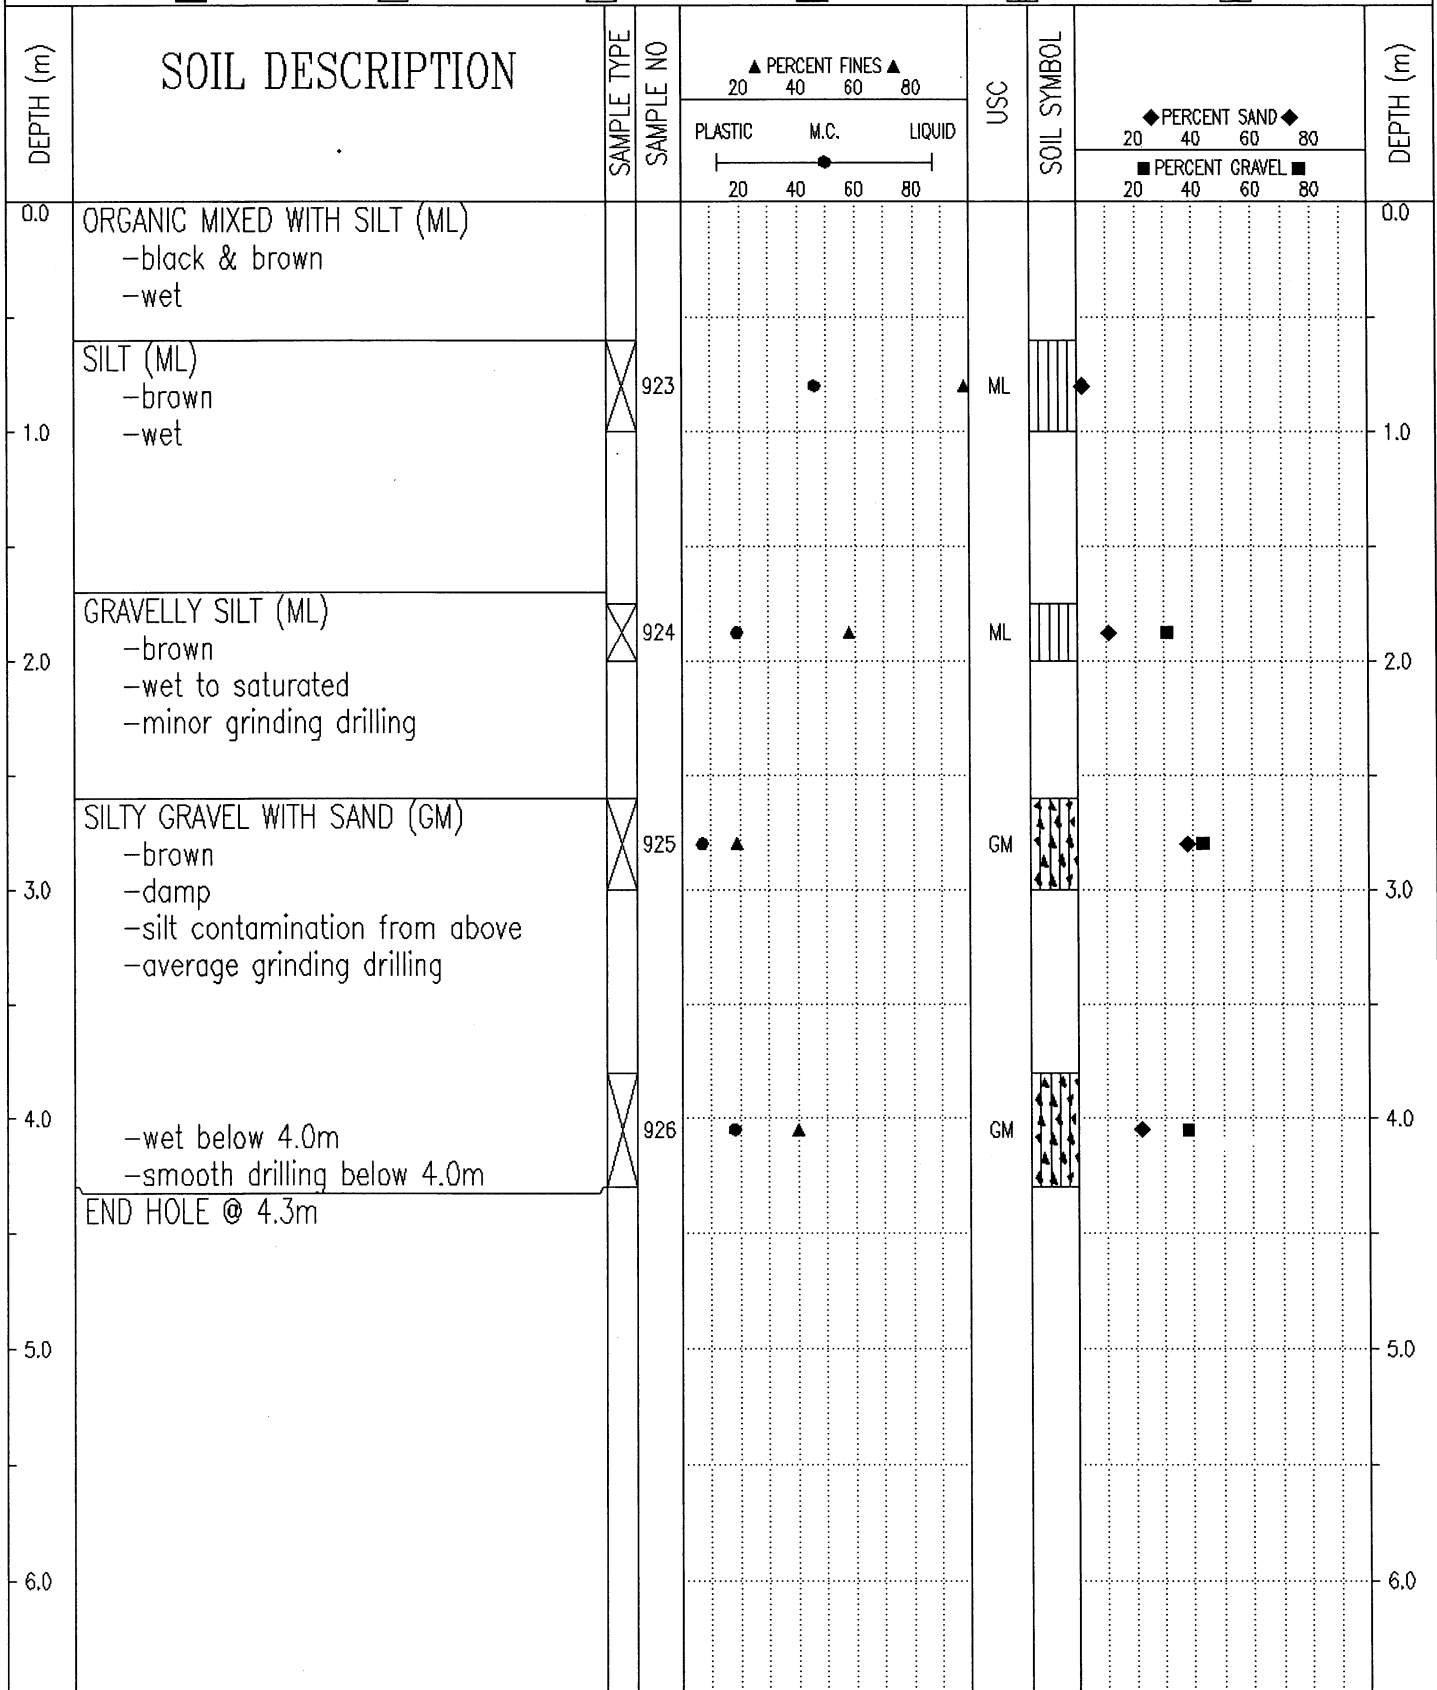 DEPTH (m)
SOIL DESCRIPTION
SAMPLE TYPE
SAMPLE NO
▲ PERCENT FINES ▲
20 40 60 80
PLASTIC M.C. LIQUID
20 40 60 80
USC
SOIL SYMBOL
◆PERCENT SAND◆
20 40 60 80
■ PERCENT GRAVEL ■
20 40 60 80
DEPTH (m)
0.0
ORGANIC MIXED WITH SILT (ML)
0.0
-black & brown
-wet
SILT (ML)
-brown
923 ML
1.0
-wet
1.0
GRAVELLY SILT (ML)
-brown
924 ML
2.0
2.0
-wet to saturated
-minor grinding drilling
SILTY GRAVEL WITH SAND (GM)
-brown
925 GM
3.0
-damp
3.0
-silt contamination from above
-average grinding drilling
4.0
4.0
-wet below 4.0m
926 GM
-smooth drilling below 4.0m
END HOLE @ 4.3m
5.0
5.0
6.0
6.0